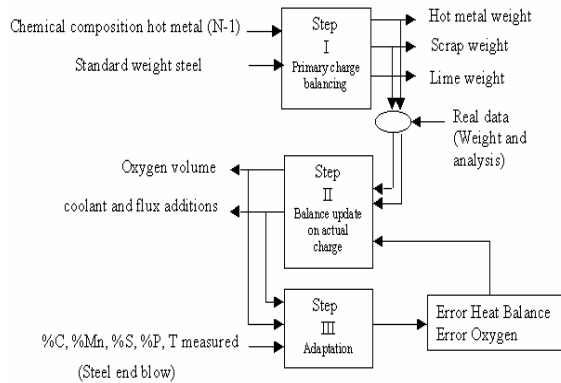 Chemical composition hot metal (N-1)
Standard weight steel
Step
I
Primary charge
balancing
Hot metal weight
Scrap weight
Lime weight
Real data
(Weight and
analysis)
Oxygen volume
coolant and flux additions
Step
II
Balance update
on actual
charge
%C, %Mn, %S, %P, T measured
(Steel end blow)
Step
III
Adaptation
Error Heat Balance
Error Oxygen